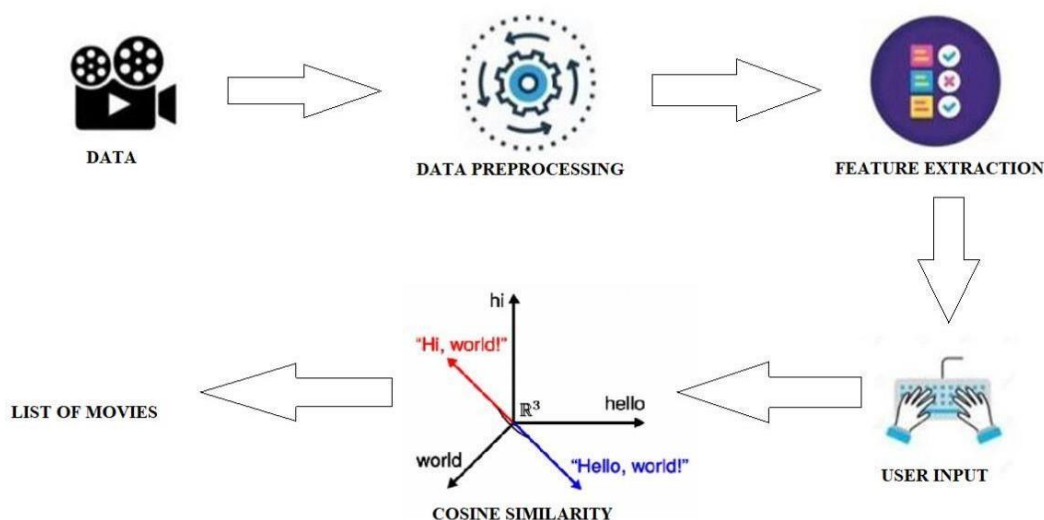 DATA
DATA PREPROCESSING
FEATURE EXTRACTION
hi
"Hi, world!"
ℝ³
hello
world
"Hello, world!"
COSINE SIMILARITY
USER INPUT
LIST OF MOVIES